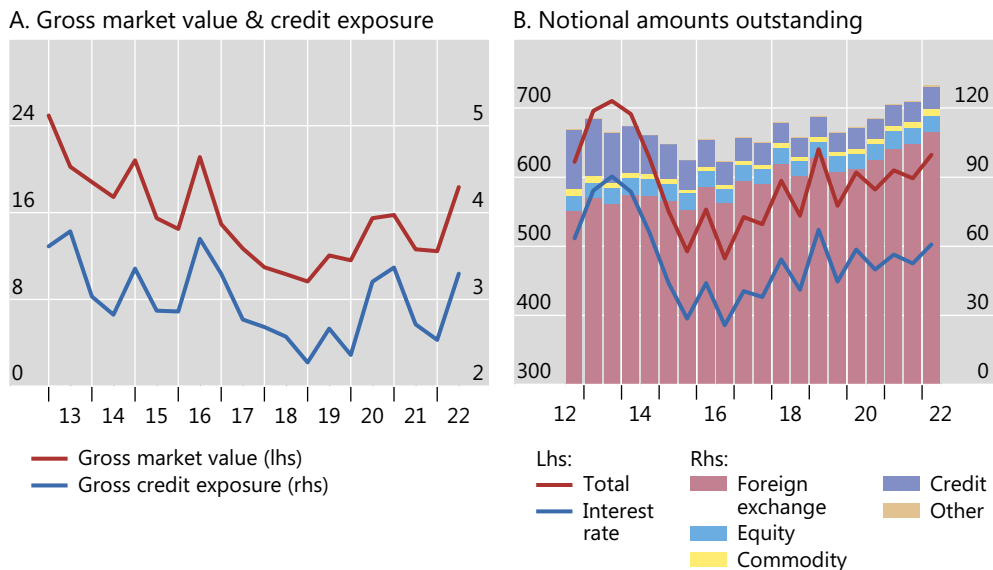 A. Gross market value & credit exposure
24
16
8
0
5
4
3
2
13 14 15 16 17 18 19 20 21 22
Gross market value (lhs)
Gross credit exposure (rhs)
B. Notional amounts outstanding
700
600
500
400
300
120
90
60
30
0
12 14 16 18 20 22
Lhs:
Total
Interest
rate
Rhs:
Foreign
exchange
Equity
Commodity
Credit
Other